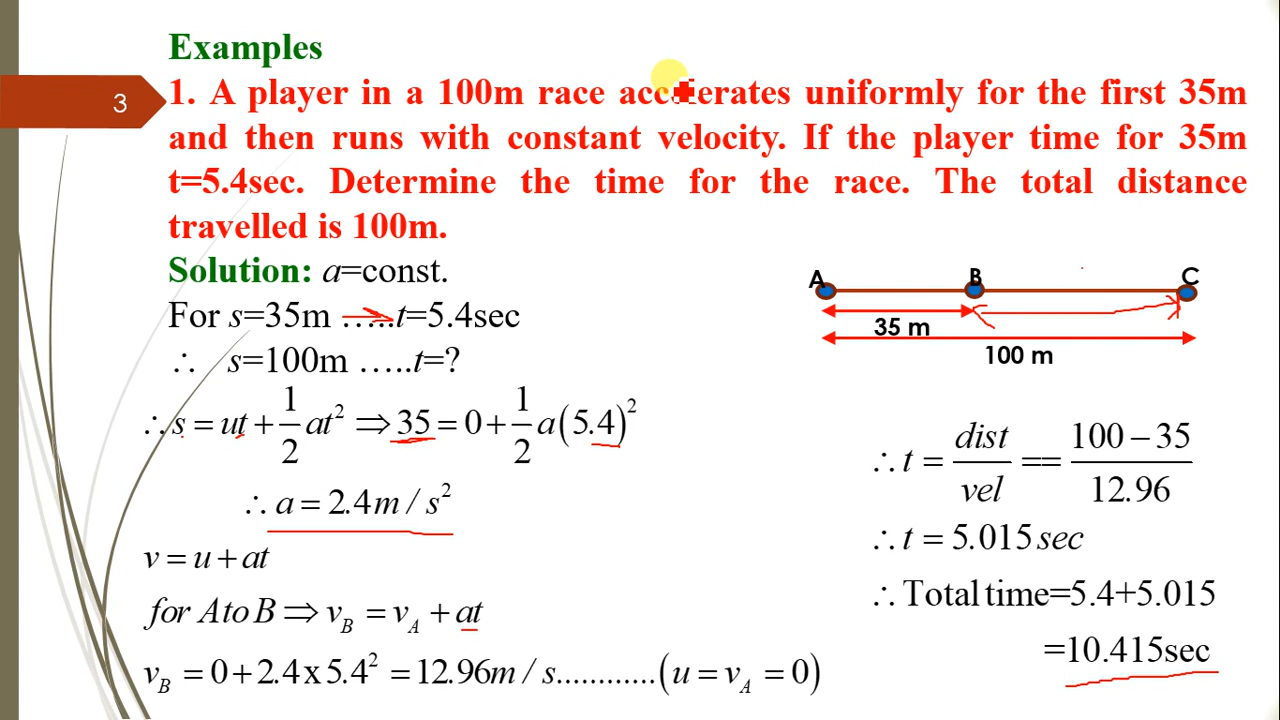 3
Examples
1. A player in a 100m race accelerates uniformly for the first 35m
and then runs with constant velocity. If the player time for 35m
t=5.4sec. Determine the time for the race. The total distance
travelled is 100m.
Solution: a=const.
For s=35m …..t=5.4sec
∴ s=100m …..t=?
∴ s = ut + 1/2 at² ⇒ 35 = 0 + 1/2 a(5.4)²
∴ a = 2.4m / s²
v = u + at
for A to B ⇒ v_B = v_A + at
v_B = 0 + 2.4 x 5.4² = 12.96m / s............(u = v_A = 0)
A B C
35 m
100 m
∴ t = dist/vel == 100 − 35/12.96
∴ t = 5.015 sec
∴ Total time=5.4+5.015
=10.415sec